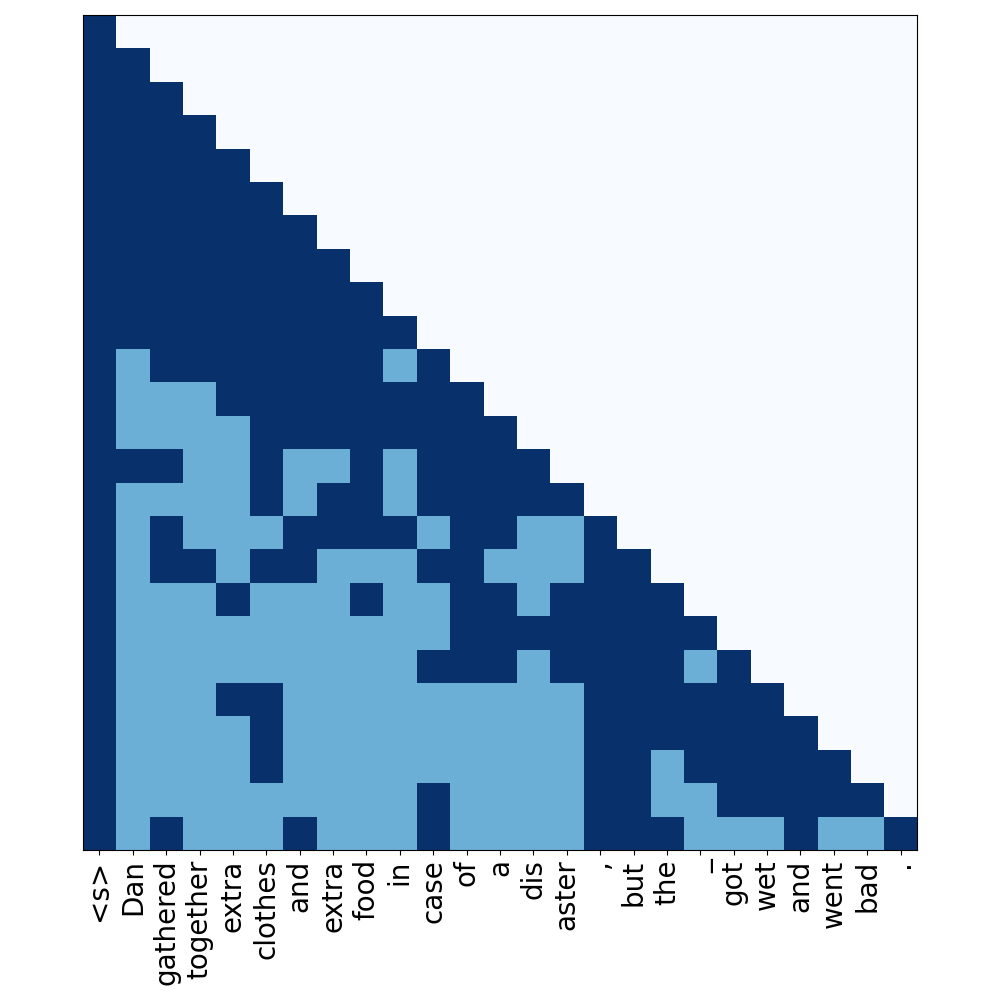 <s> Dan gathered together extra clothes and extra food in case of a dis aster , but the _ got wet and went bad .